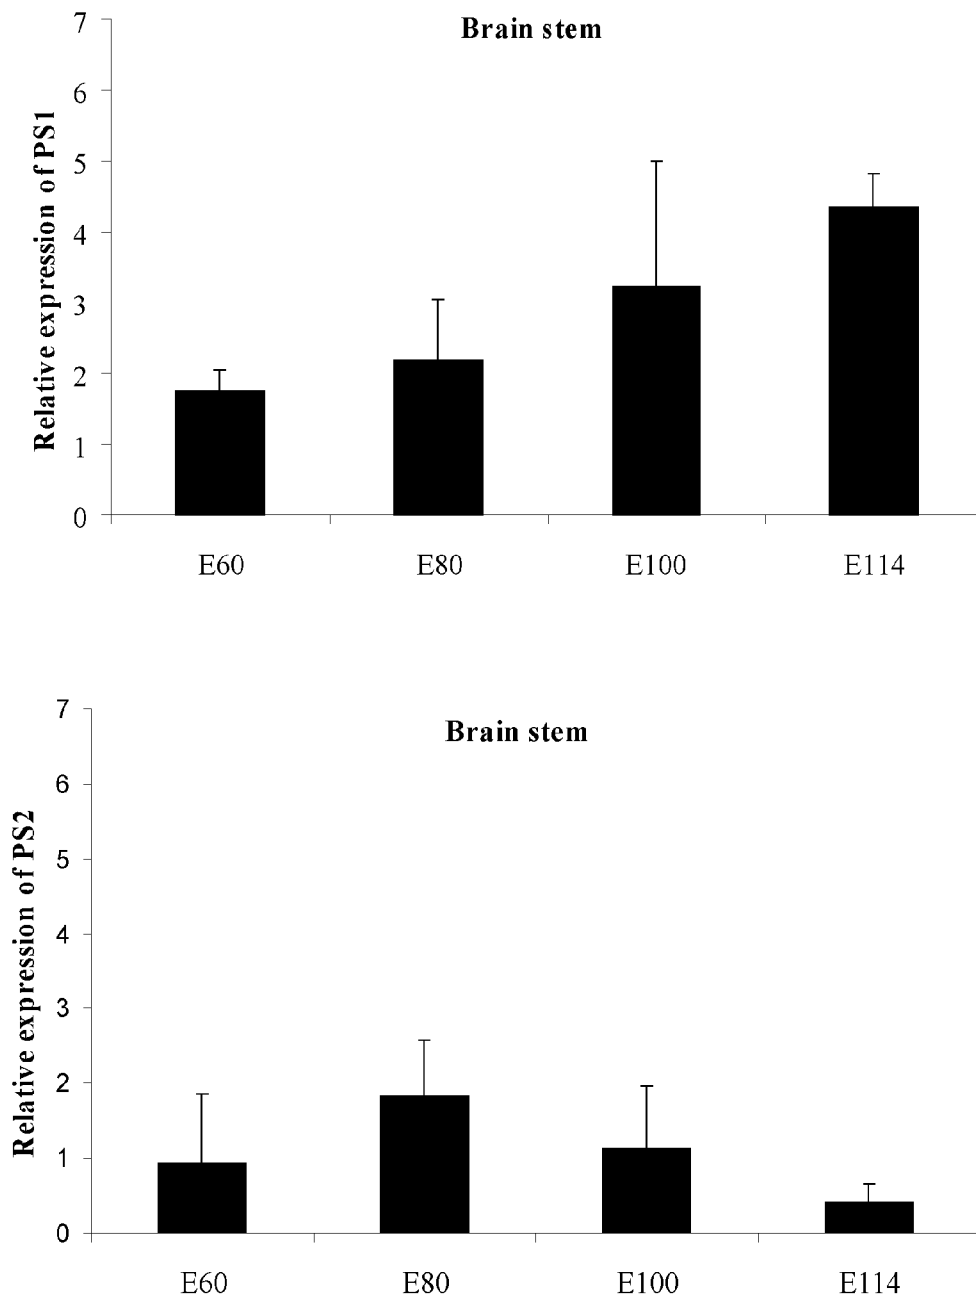 Brain stem
Relative expression of PS1
7
6
5
4
3
2
1
0
E60 E80 E100 E114
Brain stem
Relative expression of PS2
7
6
5
4
3
2
1
0
E60 E80 E100 E114